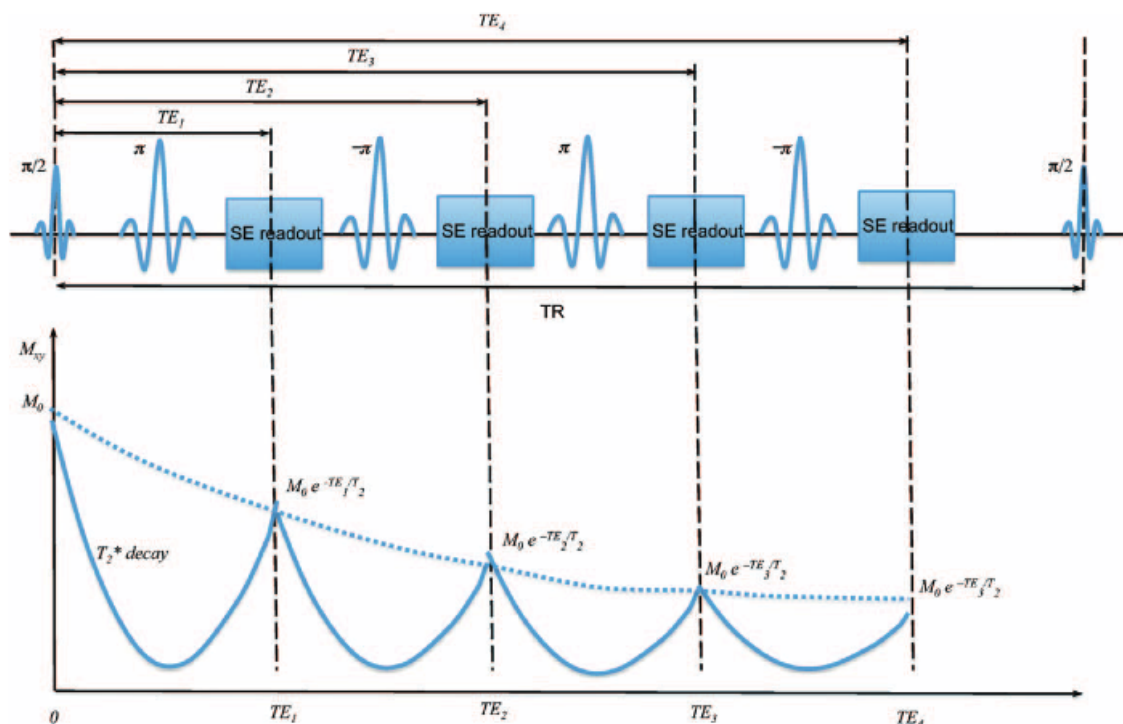 TE₄
TE₃
TE₂
TE₁
π/2
π
-π
π
-π
π/2
SE readout
SE readout
SE readout
SE readout
TR
Mxy
M₀
M₀ e^-TE₁/T₂
M₀ e^-TE₂/T₂
M₀ e^-TE₃/T₂
M₀ e^-TE₃/T₂
T₂* decay
0
TE₁
TE₂
TE₃
TE₄